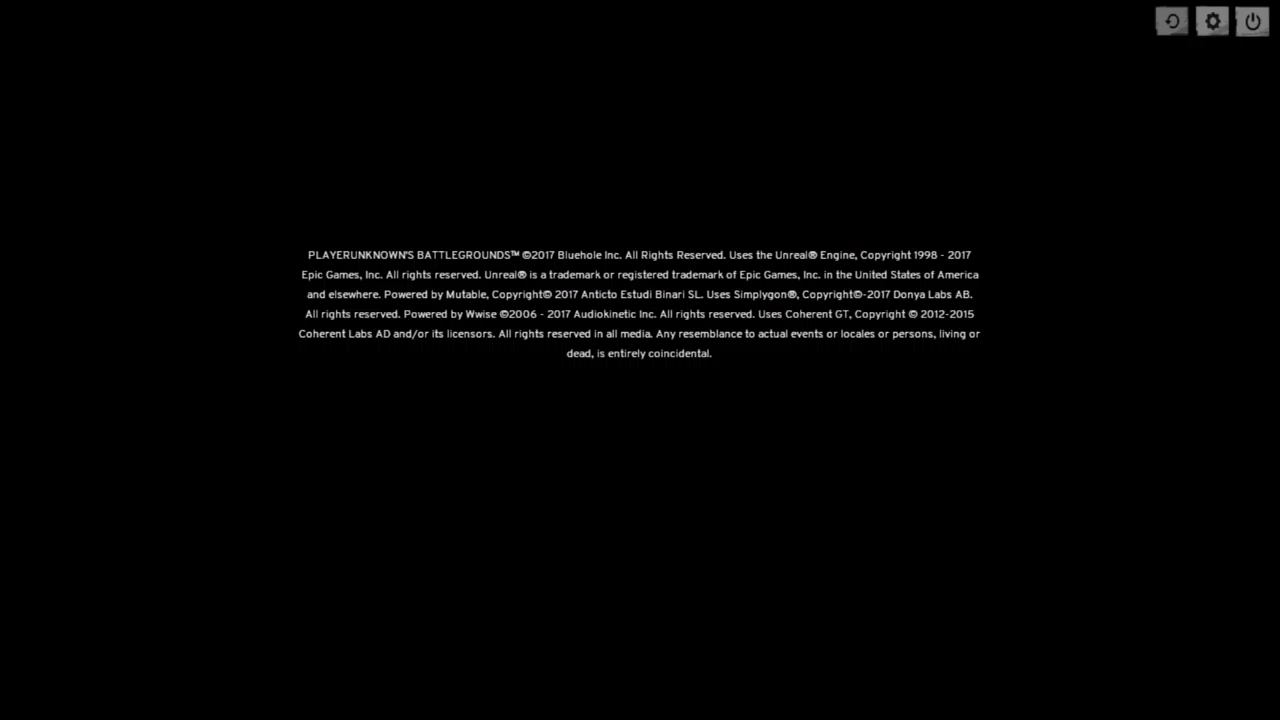 PLAYERUNKNOWN'S BATTLEGROUNDS™ ©2017 Bluehole Inc. All Rights Reserved. Uses the Unreal® Engine, Copyright 1998 - 2017
Epic Games, Inc. All rights reserved. Unreal® is a trademark or registered trademark of Epic Games, Inc. in the United States of America
and elsewhere. Powered by Mutable, Copyright© 2017 Anticto Estudi Binari SL. Uses Simplygon®, Copyright©-2017 Donya Labs AB.
All rights reserved. Powered by Wwise ©2006 - 2017 Audiokinetic Inc. All rights reserved. Uses Coherent GT, Copyright © 2012-2015
Coherent Labs AD and/or its licensors. All rights reserved in all media. Any resemblance to actual events or locales or persons, living or
dead, is entirely coincidental.